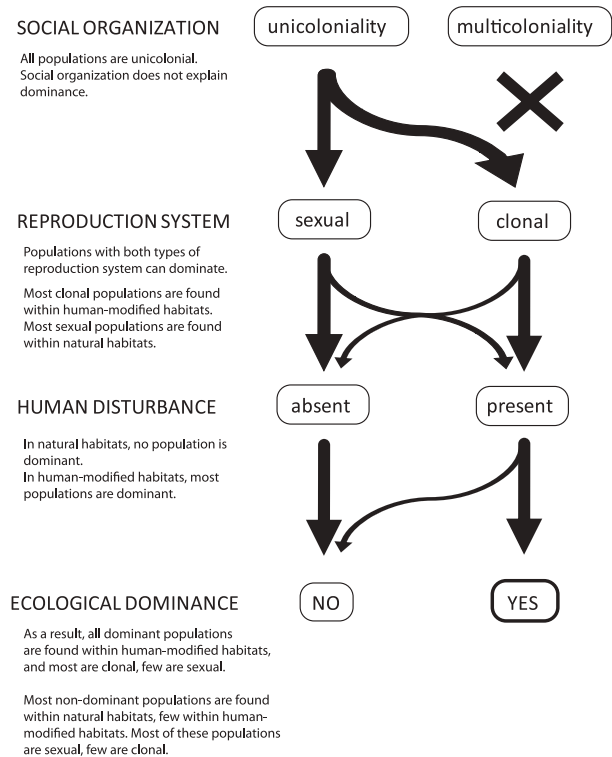 SOCIAL ORGANIZATION
unicoloniality
multicoloniality
All populations are unicolonial.
Social organization does not explain
dominance.
REPRODUCTION SYSTEM
sexual
clonal
Populations with both types of
reproduction system can dominate.
Most clonal populations are found
within human-modified habitats.
Most sexual populations are found
within natural habitats.
HUMAN DISTURBANCE
absent
present
In natural habitats, no population is
dominant.
In human-modified habitats, most
populations are dominant.
ECOLOGICAL DOMINANCE
NO
YES
As a result, all dominant populations
are found within human-modified habitats,
and most are clonal, few are sexual.
Most non-dominant populations are found
within natural habitats, few within human-
modified habitats. Most of these populations
are sexual, few are clonal.